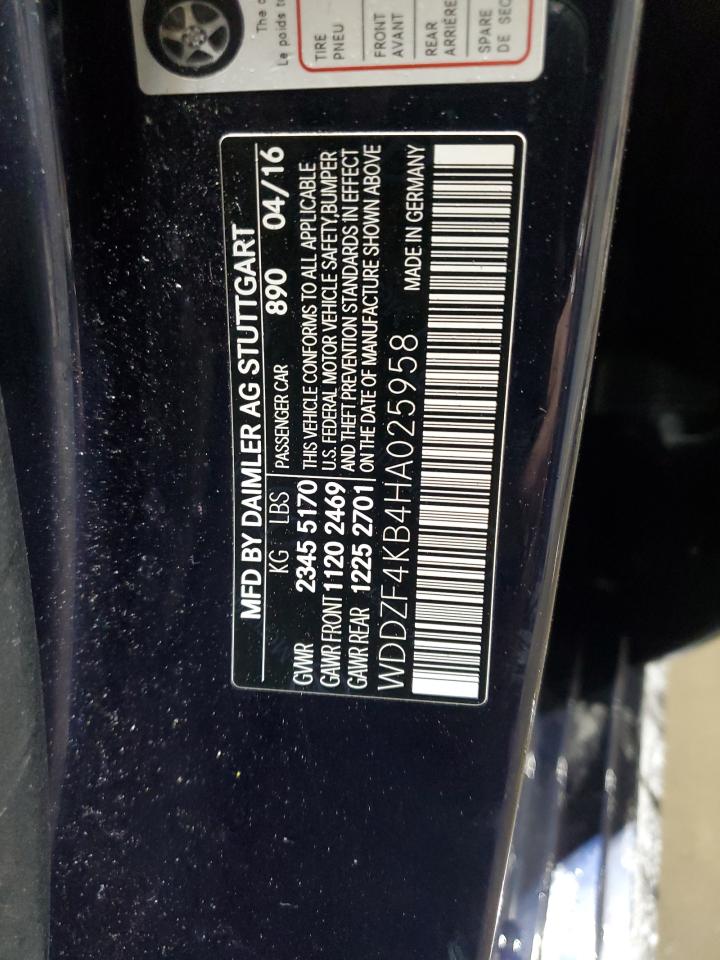 MFD BY DAIMLER AG STUTTGART
KG LBS PASSENGER CAR 890 04/16
GVWR 2345 5170 THIS VEHICLE CONFORMS TO ALL APPLICABLE
GAWR FRONT 1120 2469 U.S. FEDERAL MOTOR VEHICLE SAFETY,BUMPER
GAWR REAR 1225 2701 AND THEFT PREVENTION STANDARDS IN EFFECT
ON THE DATE OF MANUFACTURE SHOWN ABOVE
WDDZF4KB4HA025958 MADE IN GERMANY
The
Le poids
TIRE
PNEU
FRONT
AVANT
REAR
ARRIÈRE
SPARE
DE